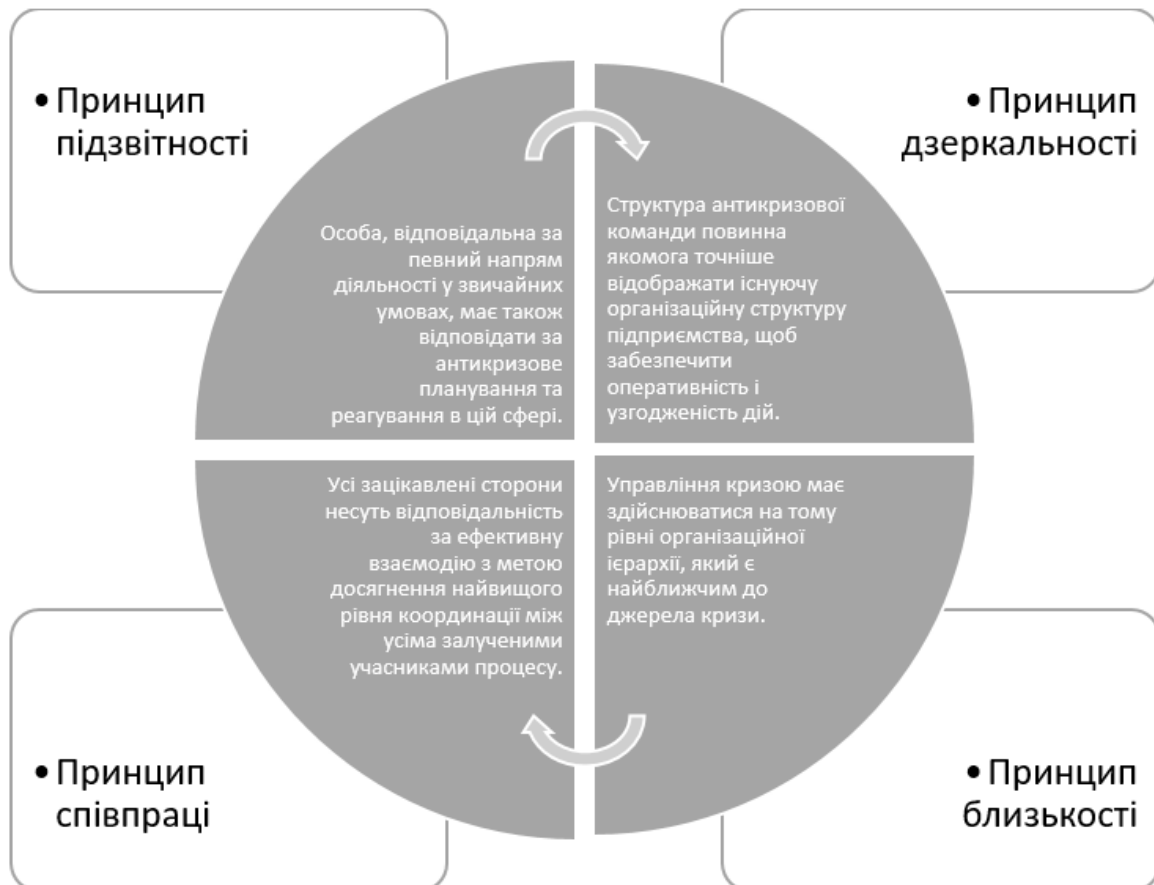 • Принцип
підзвітності
• Принцип
дзеркальності
Особа, відповідальна за
певний напрям
діяльності у звичайних
умовах, має також
відповідати за
антикризове
планування та
реагування в цій сфері.
Структура антикризової
команди повинна
якомога точніше
відображати існуючу
організаційну структуру
підприємства, щоб
забезпечити
оперативність і
узгодженість дій.
Усі зацікавлені сторони
несуть відповідальність
за ефективну
взаємодію з метою
досягнення найвищого
рівня координації між
усіма залученими
учасниками процесу.
Управління кризою має
здійснюватися на тому
рівні організаційної
ієрархії, який є
найближчим до
джерела кризи.
• Принцип
співпраці
• Принцип
близькості